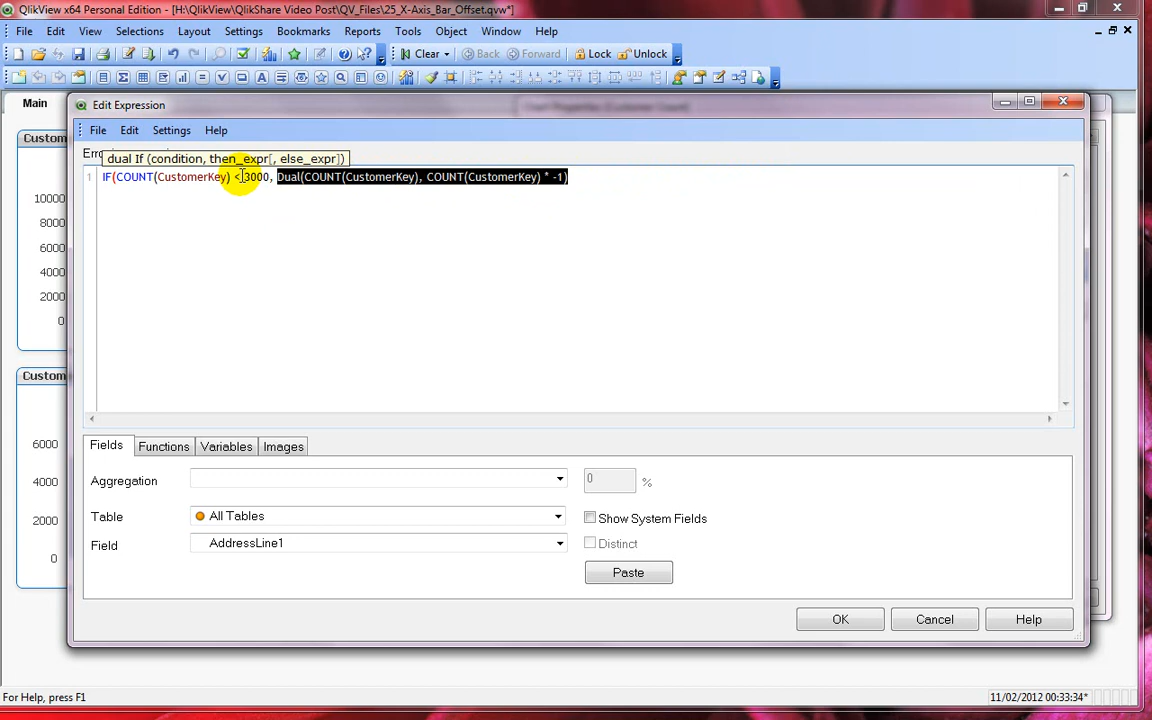 QlikView x64 Personal Edition - [H:\QlikView\QlikShare Video Post\QV_Files\25_X-Axis_Bar_Offset.qvw*]
File Edit View Selections Layout Settings Bookmarks Reports Tools Object Window Help
Clear Back Forward Lock Unlock
Main
Edit Expression
File Edit Settings Help
dual If (condition, then_expr[, else_expr])
1 IF(COUNT(CustomerKey) < 3000, Dual(COUNT(CustomerKey), COUNT(CustomerKey) * -1)
Custom
10000
8000
6000
4000
2000
0
Custom
6000
4000
2000
0
Fields Functions Variables Images
Aggregation 0 %
Table All Tables Show System Fields
Field AddressLine1 Distinct
Paste
OK Cancel Help
For Help, press F1 11/02/2012 00:33:34*